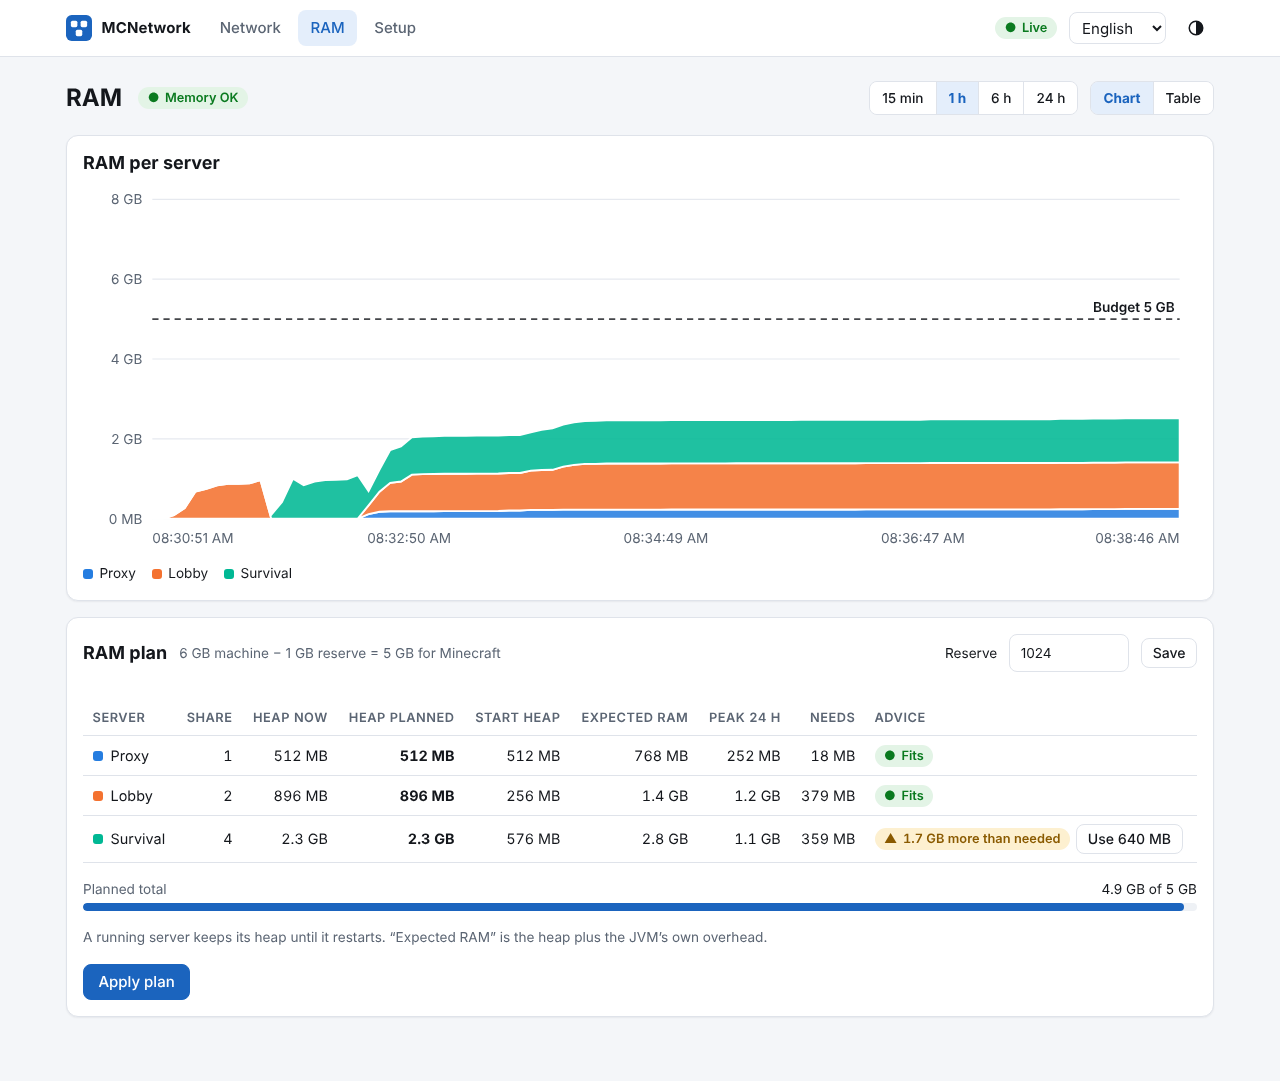 MCNetwork Network RAM Setup Live English
RAM Memory OK 15 min 1 h 6 h 24 h Chart Table
RAM per server
8 GB
6 GB
Budget 5 GB
4 GB
2 GB
0 MB
08:30:51 AM 08:32:50 AM 08:34:49 AM 08:36:47 AM 08:38:46 AM
Proxy Lobby Survival
RAM plan 6 GB machine − 1 GB reserve = 5 GB for Minecraft Reserve 1024 Save
SERVER SHARE HEAP NOW HEAP PLANNED START HEAP EXPECTED RAM PEAK 24 H NEEDS ADVICE
Proxy 1 512 MB 512 MB 512 MB 768 MB 252 MB 18 MB Fits
Lobby 2 896 MB 896 MB 256 MB 1.4 GB 1.2 GB 379 MB Fits
Survival 4 2.3 GB 2.3 GB 576 MB 2.8 GB 1.1 GB 359 MB 1.7 GB more than needed Use 640 MB
Planned total 4.9 GB of 5 GB
A running server keeps its heap until it restarts. “Expected RAM” is the heap plus the JVM’s own overhead.
Apply plan